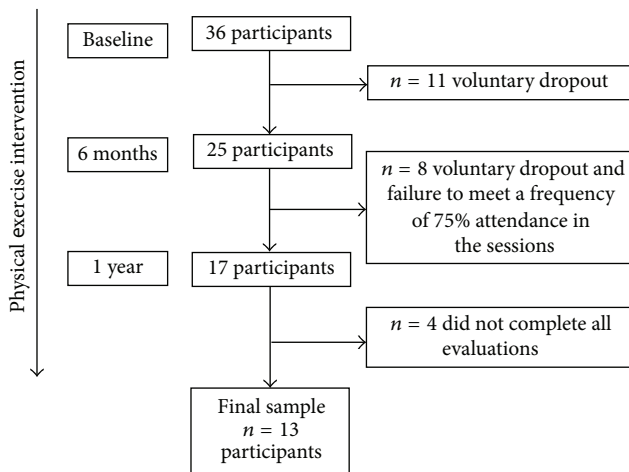 Physical exercise intervention
Baseline
36 participants
n = 11 voluntary dropout
6 months
25 participants
n = 8 voluntary dropout and
failure to meet a frequency
of 75% attendance in
the sessions
1 year
17 participants
n = 4 did not complete all
evaluations
Final sample
n = 13
participants